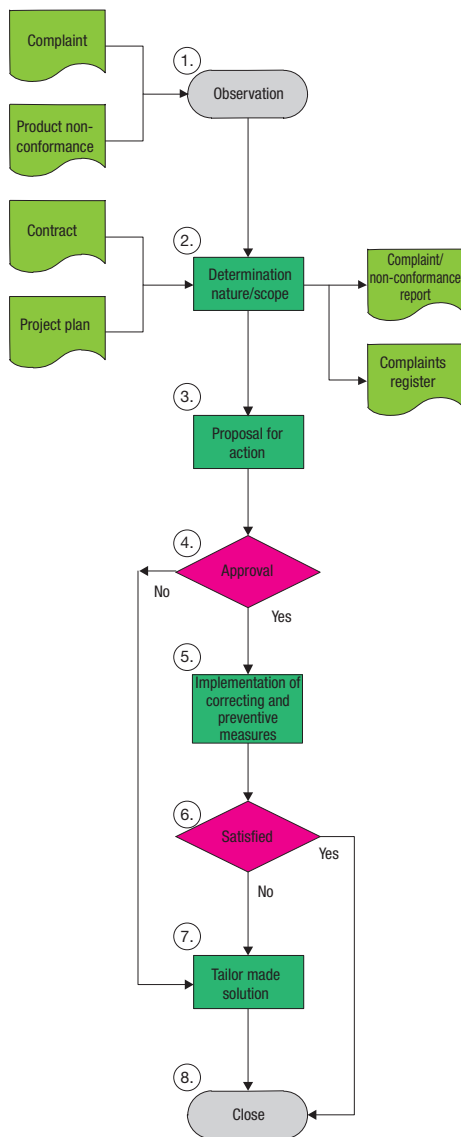 Complaint
1.
Observation
Product non-
conformance
Contract
2.
Determination
nature/scope
Complaint/
non-conformance
report
Project plan
Complaints
register
3.
Proposal for
action
4.
Approval
No
Yes
5.
Implementation of
correcting and
preventive
measures
6.
Satisfied
Yes
No
7.
Tailor made
solution
8.
Close